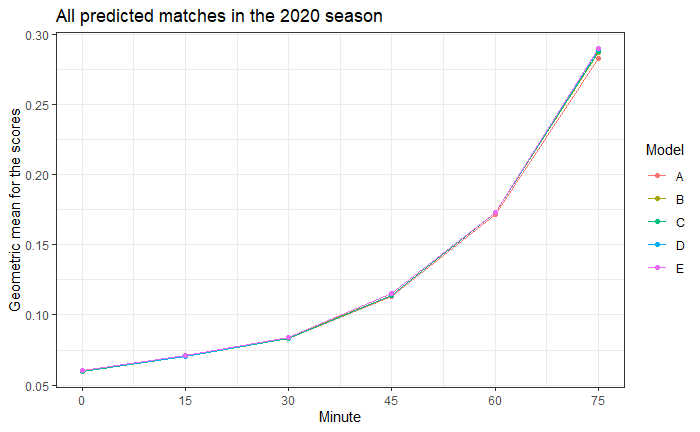 All predicted matches in the 2020 season
Geometric mean for the scores
0.30
0.25
0.20
0.15
0.10
0.05
0 15 30 45 60 75
Minute
Model
A
B
C
D
E